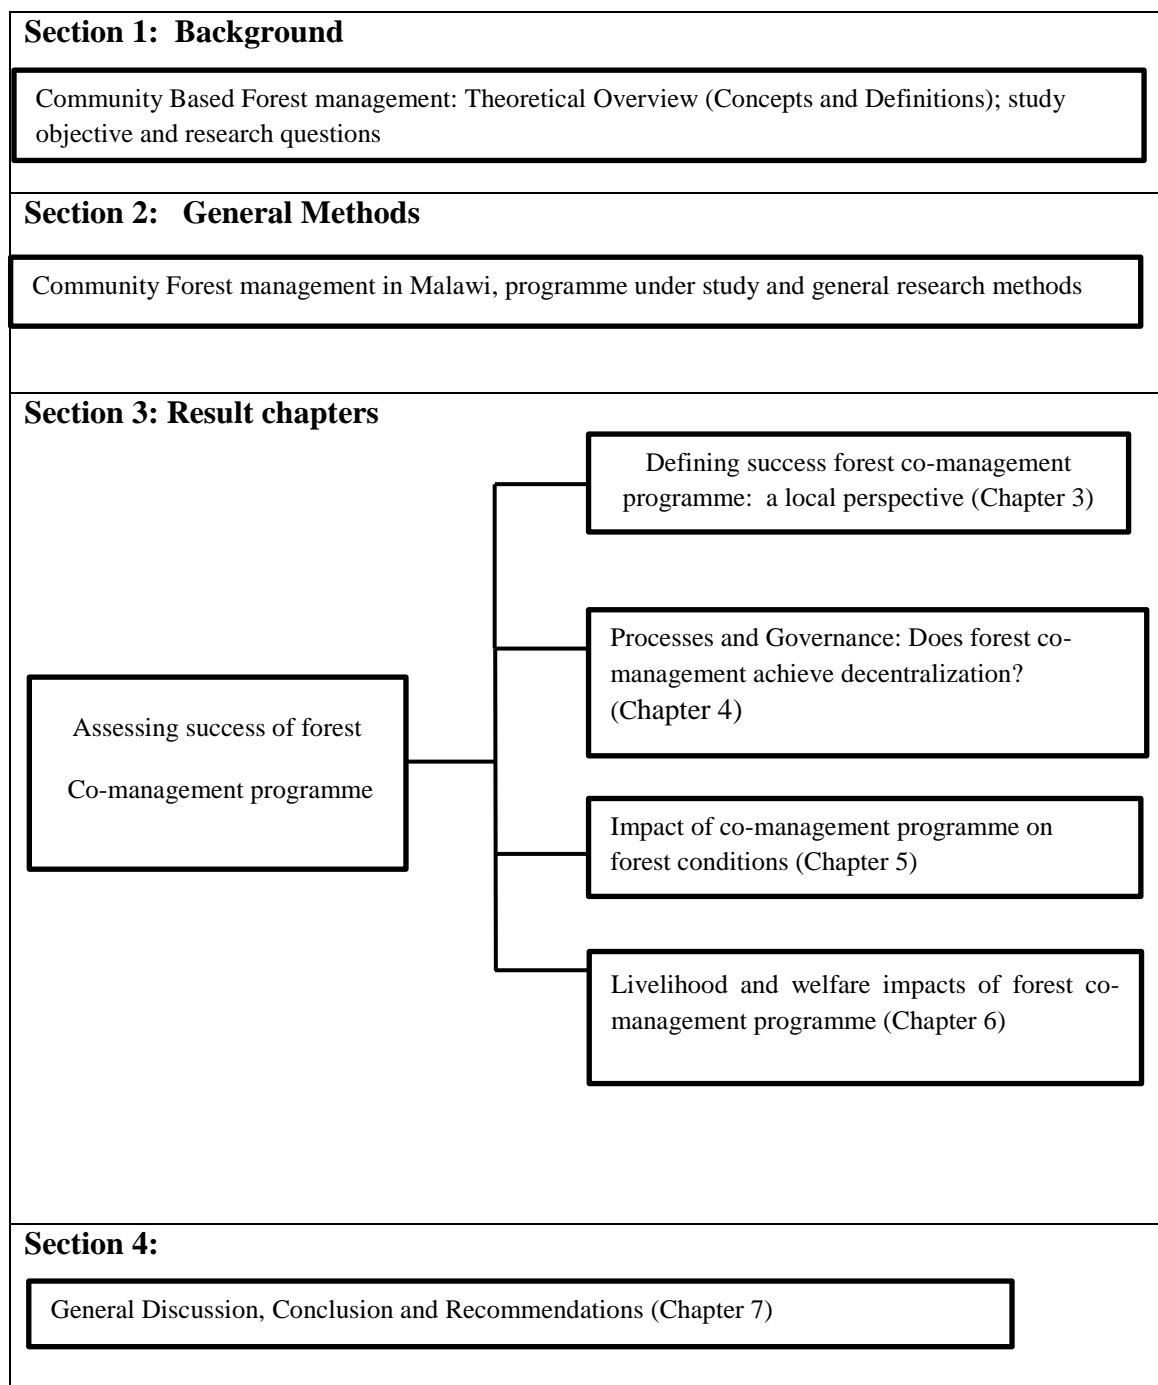 Section 1:  Background
Community Based Forest management: Theoretical Overview (Concepts and Definitions); study
objective and research questions
Section 2:   General Methods
Community Forest management in Malawi, programme under study and general research methods
Section 3: Result chapters
Defining success forest co-management
programme:  a local perspective (Chapter 3)
Processes and Governance: Does forest co-
management achieve decentralization?
(Chapter 4)
Assessing success of forest
Co-management programme
Impact of co-management programme on
forest conditions (Chapter 5)
Livelihood and welfare impacts of forest co-
management programme (Chapter 6)
Section 4:
General Discussion, Conclusion and Recommendations (Chapter 7)